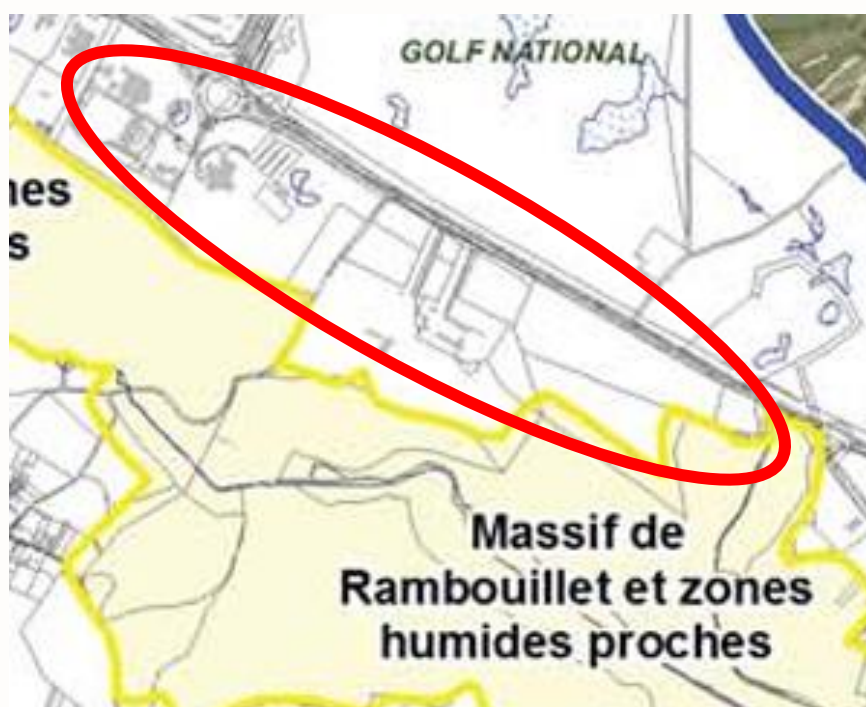 GOLF NATIONAL
nes
s
Massif de
Rambouillet et zones
humides proches